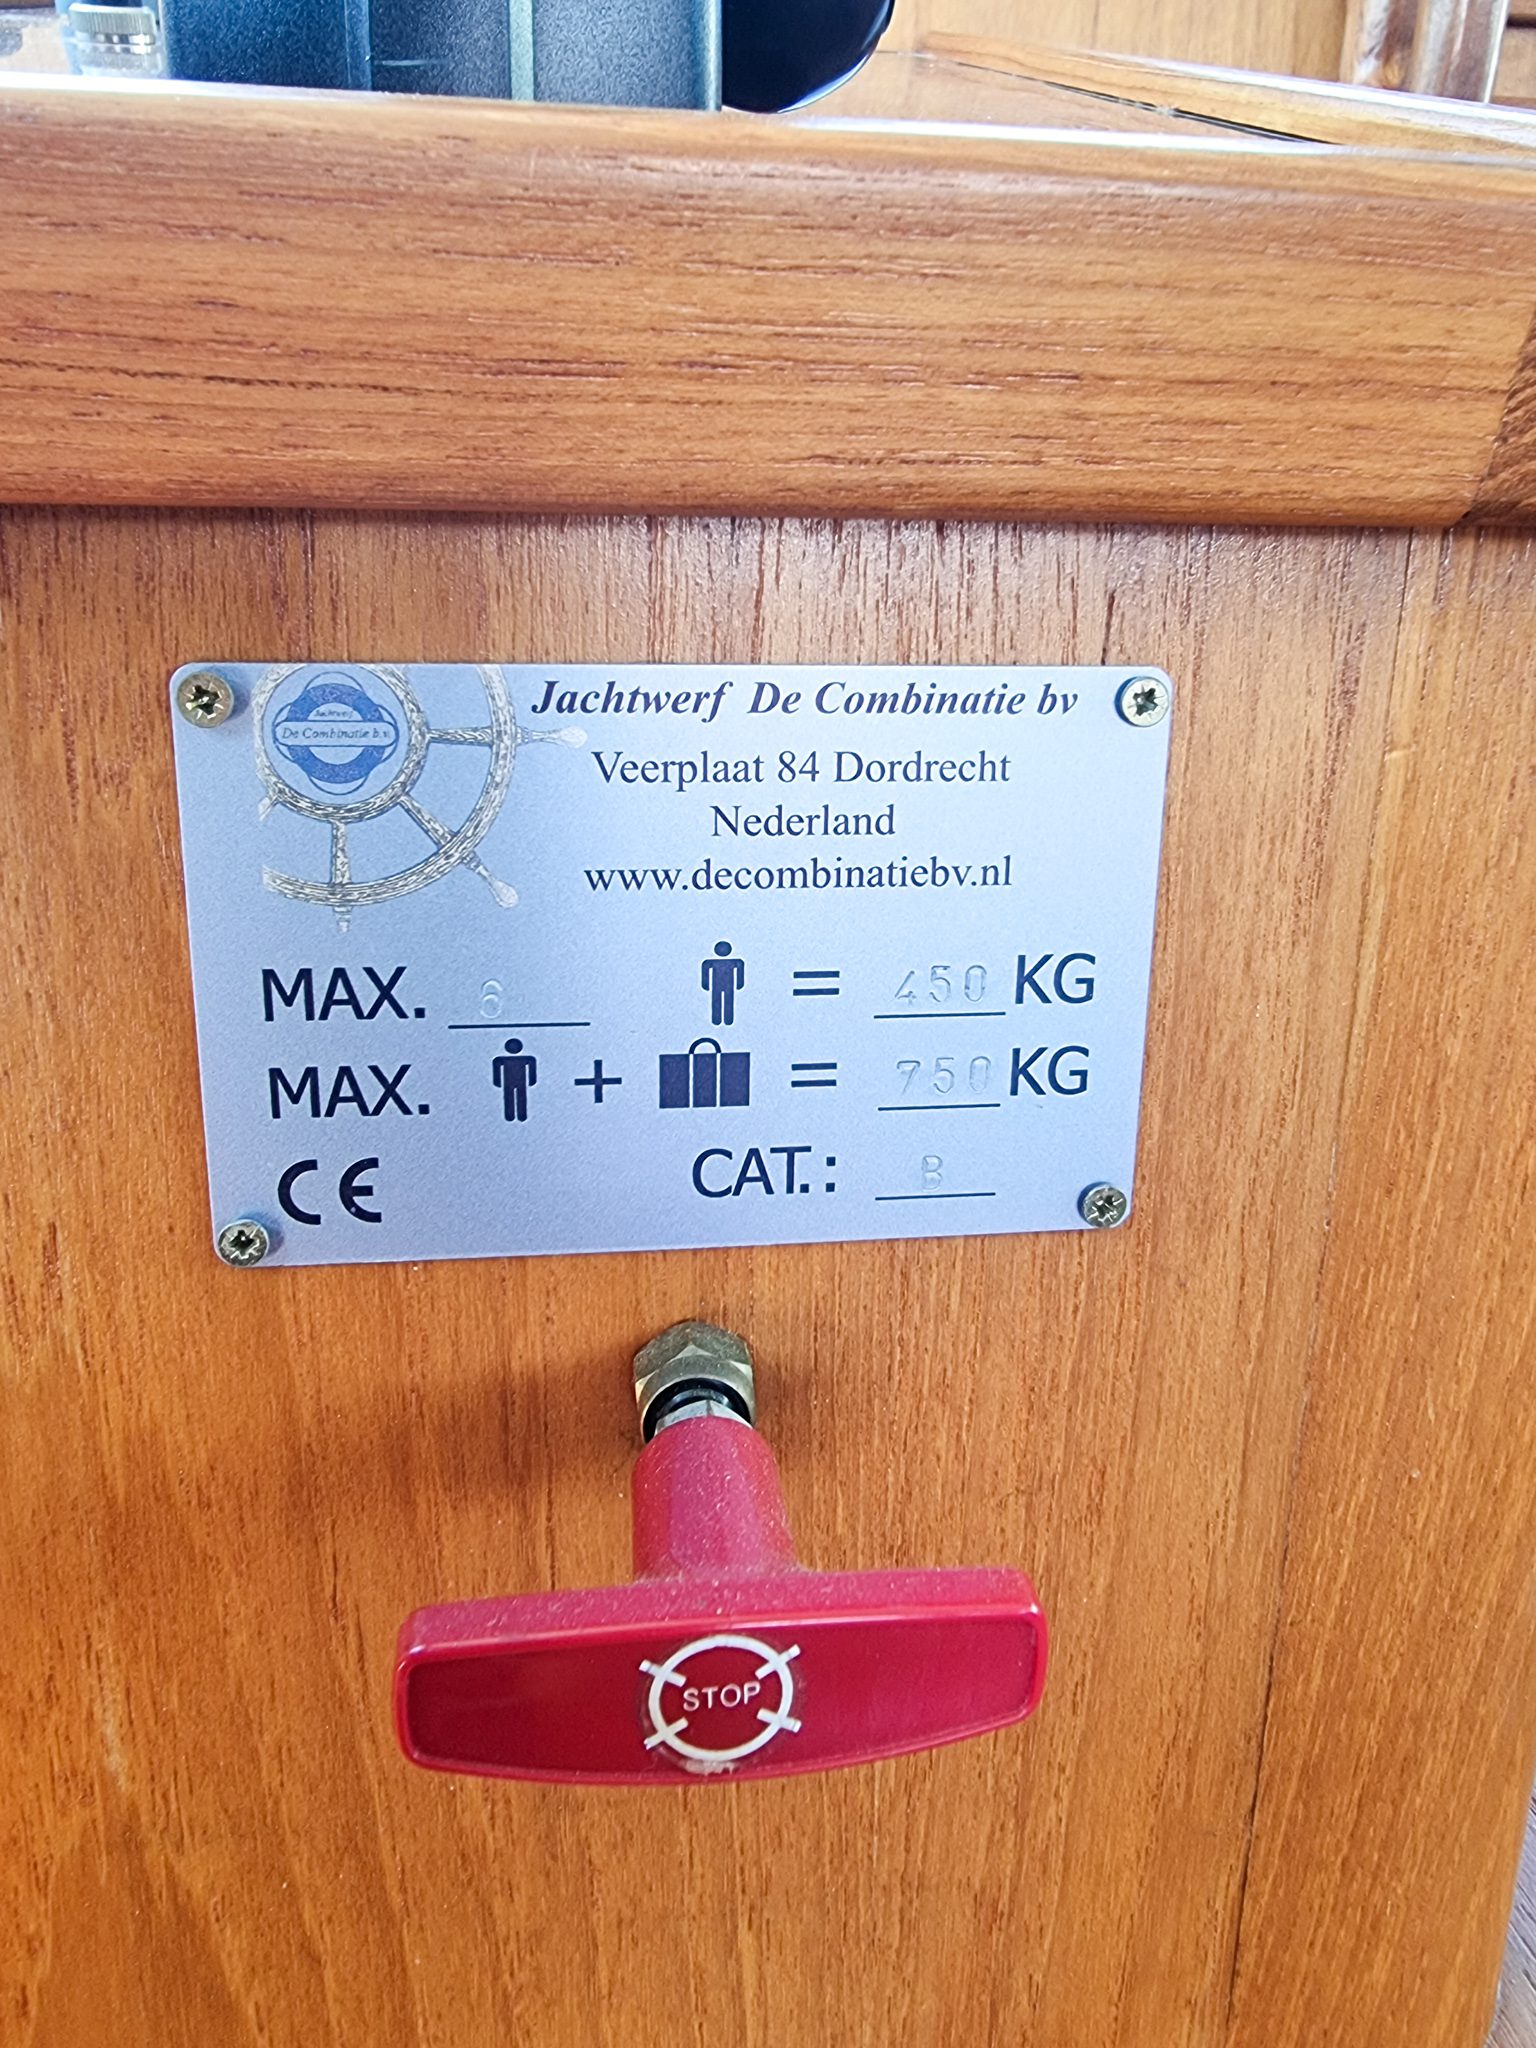 Jachtwerf
De Combinatie b.v.
Jachtwerf De Combinatie bv
Veerplaat 84 Dordrecht
Nederland
www.decombinatiebv.nl
MAX. 6 = 450 KG
MAX. + = 750 KG
CE CAT.: B
STOP